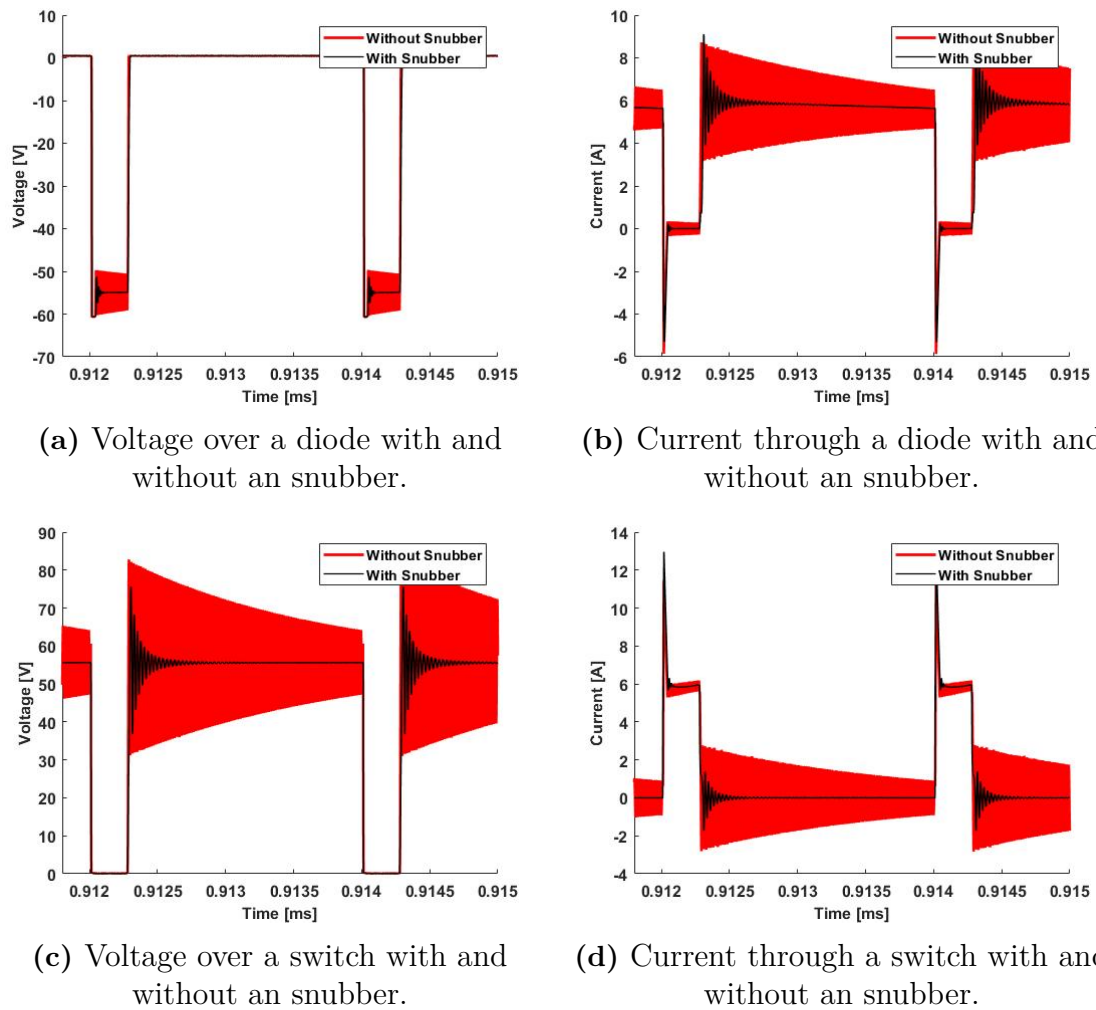 10
0
-10
-20
-30
-40
-50
-60
-70
Voltage [V]
Without Snubber
With Snubber
0.912 0.9125 0.913 0.9135 0.914 0.9145 0.915
Time [ms]
(a) Voltage over a diode with and
without an snubber.
10
8
6
4
2
0
-2
-4
-6
Current [A]
Without Snubber
With Snubber
0.912 0.9125 0.913 0.9135 0.914 0.9145 0.915
Time [ms]
(b) Current through a diode with and
without an snubber.
90
80
70
60
50
40
30
20
10
0
Voltage [V]
Without Snubber
With Snubber
0.912 0.9125 0.913 0.9135 0.914 0.9145 0.915
Time [ms]
(c) Voltage over a switch with and
without an snubber.
14
12
10
8
6
4
2
0
-2
-4
Current [A]
Without Snubber
With Snubber
0.912 0.9125 0.913 0.9135 0.914 0.9145 0.915
Time [ms]
(d) Current through a switch with and
without an snubber.